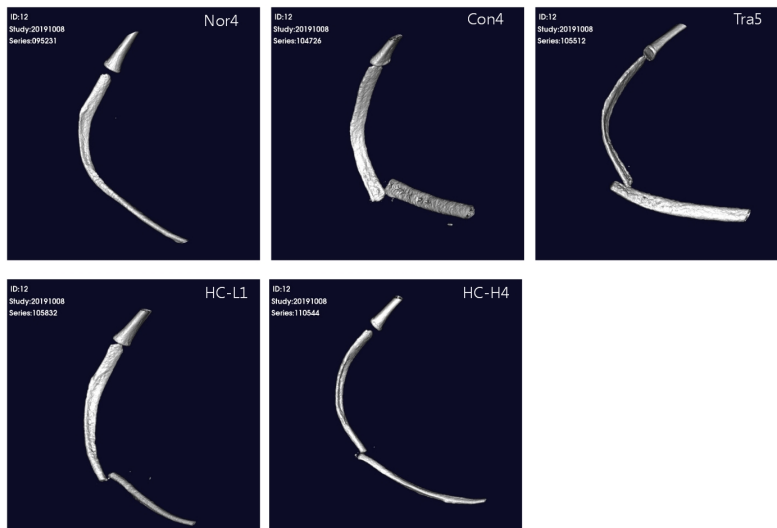 ID:12
Study:20191008
Series:095231
Nor4
ID:12
Study:20191008
Series:104726
Con4
ID:12
Study:20191008
Series:105512
Tra5
ID:12
Study:20191008
Series:105832
HC-L1
ID:12
Study:20191008
Series:110544
HC-H4